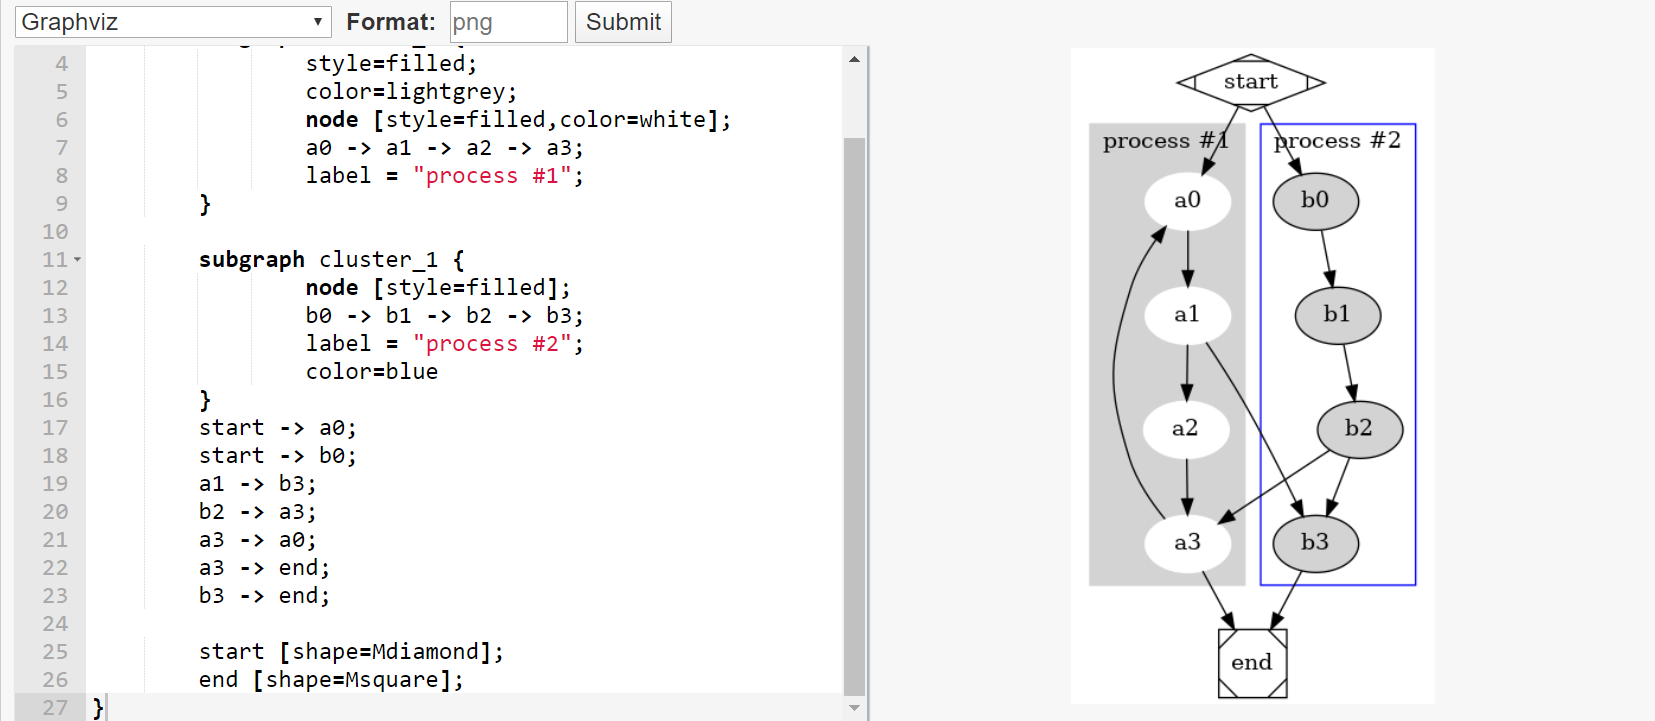 Graphviz Format: png Submit
4 style=filled;
5 color=lightgrey;
6 node [style=filled,color=white];
7 a0 -> a1 -> a2 -> a3;
8 label = "process #1";
9 }
10
11 subgraph cluster_1 {
12 node [style=filled];
13 b0 -> b1 -> b2 -> b3;
14 label = "process #2";
15 color=blue
16 }
17 start -> a0;
18 start -> b0;
19 a1 -> b3;
20 b2 -> a3;
21 a3 -> a0;
22 a3 -> end;
23 b3 -> end;
24
25 start [shape=Mdiamond];
26 end [shape=Msquare];
27 }
start
process #1 process #2
a0 b0
a1 b1
a2 b2
a3 b3
end